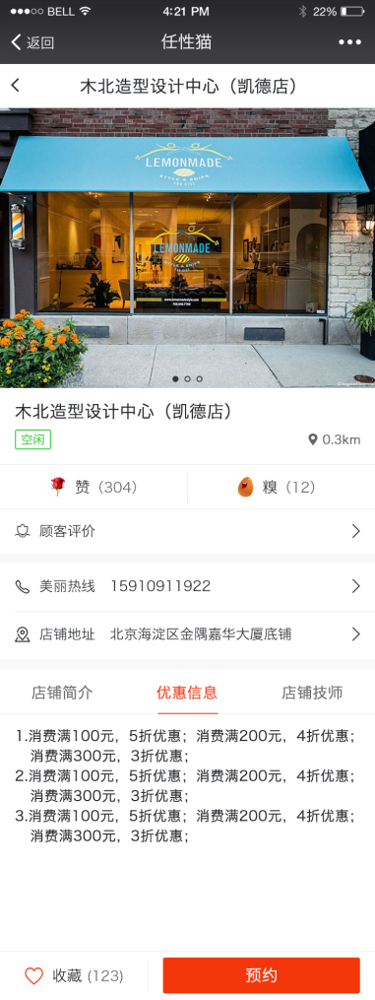 BELL 4:21 PM 22%
返回 任性猫
木北造型设计中心（凯德店）
LEMONMADE
STYLE & SNIPS
FOR KIDS
LEMONMADE
STYLE & SNIPS
木北造型设计中心（凯德店）
空闲 0.3km
赞（304） 糗（12）
顾客评价
美丽热线 15910911922
店铺地址 北京海淀区金隅嘉华大厦底铺
店铺简介 优惠信息 店铺技师
1.消费满100元，5折优惠；消费满200元，4折优惠；
消费满300元，3折优惠；
2.消费满100元，5折优惠；消费满200元，4折优惠；
消费满300元，3折优惠；
3.消费满100元，5折优惠；消费满200元，4折优惠；
消费满300元，3折优惠；
收藏 (123) 预约